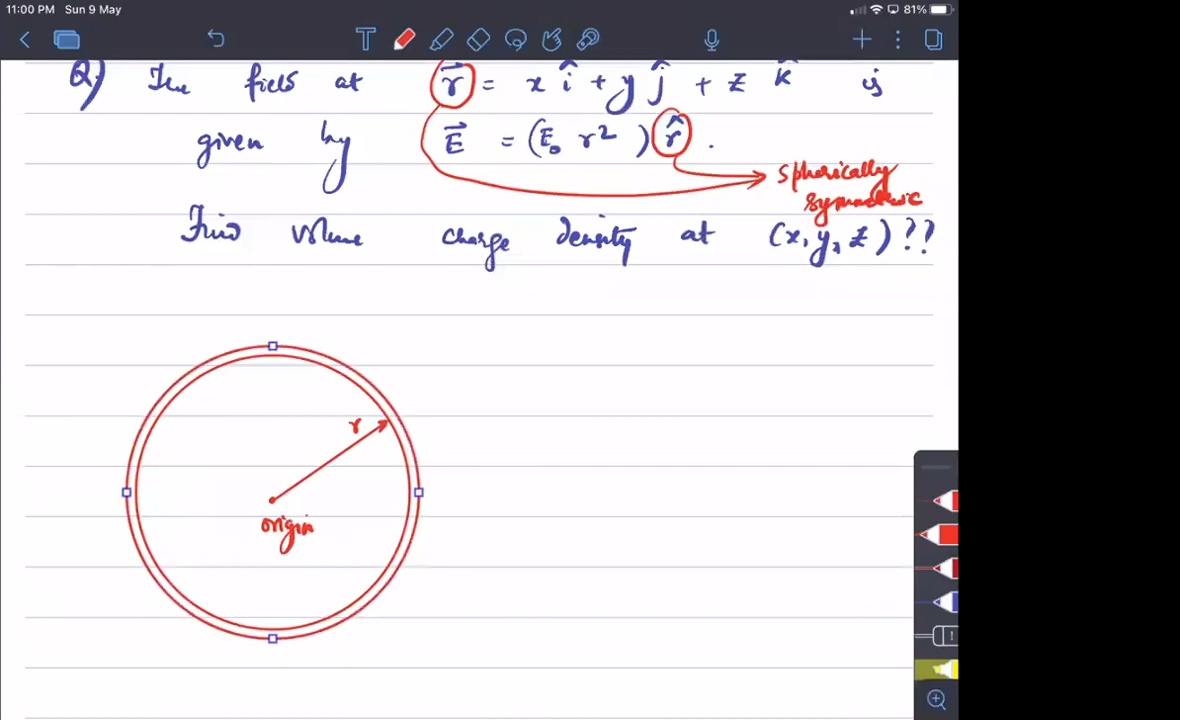 11:00 PM Sun 9 May 81%
T
Q) The field at r⃗ = x î + y ĵ + z k̂ is
given by E⃗ = (E₀ r²) r̂ .
spherically
symmetric
Find volume charge density at (x, y, z)??
r
origin